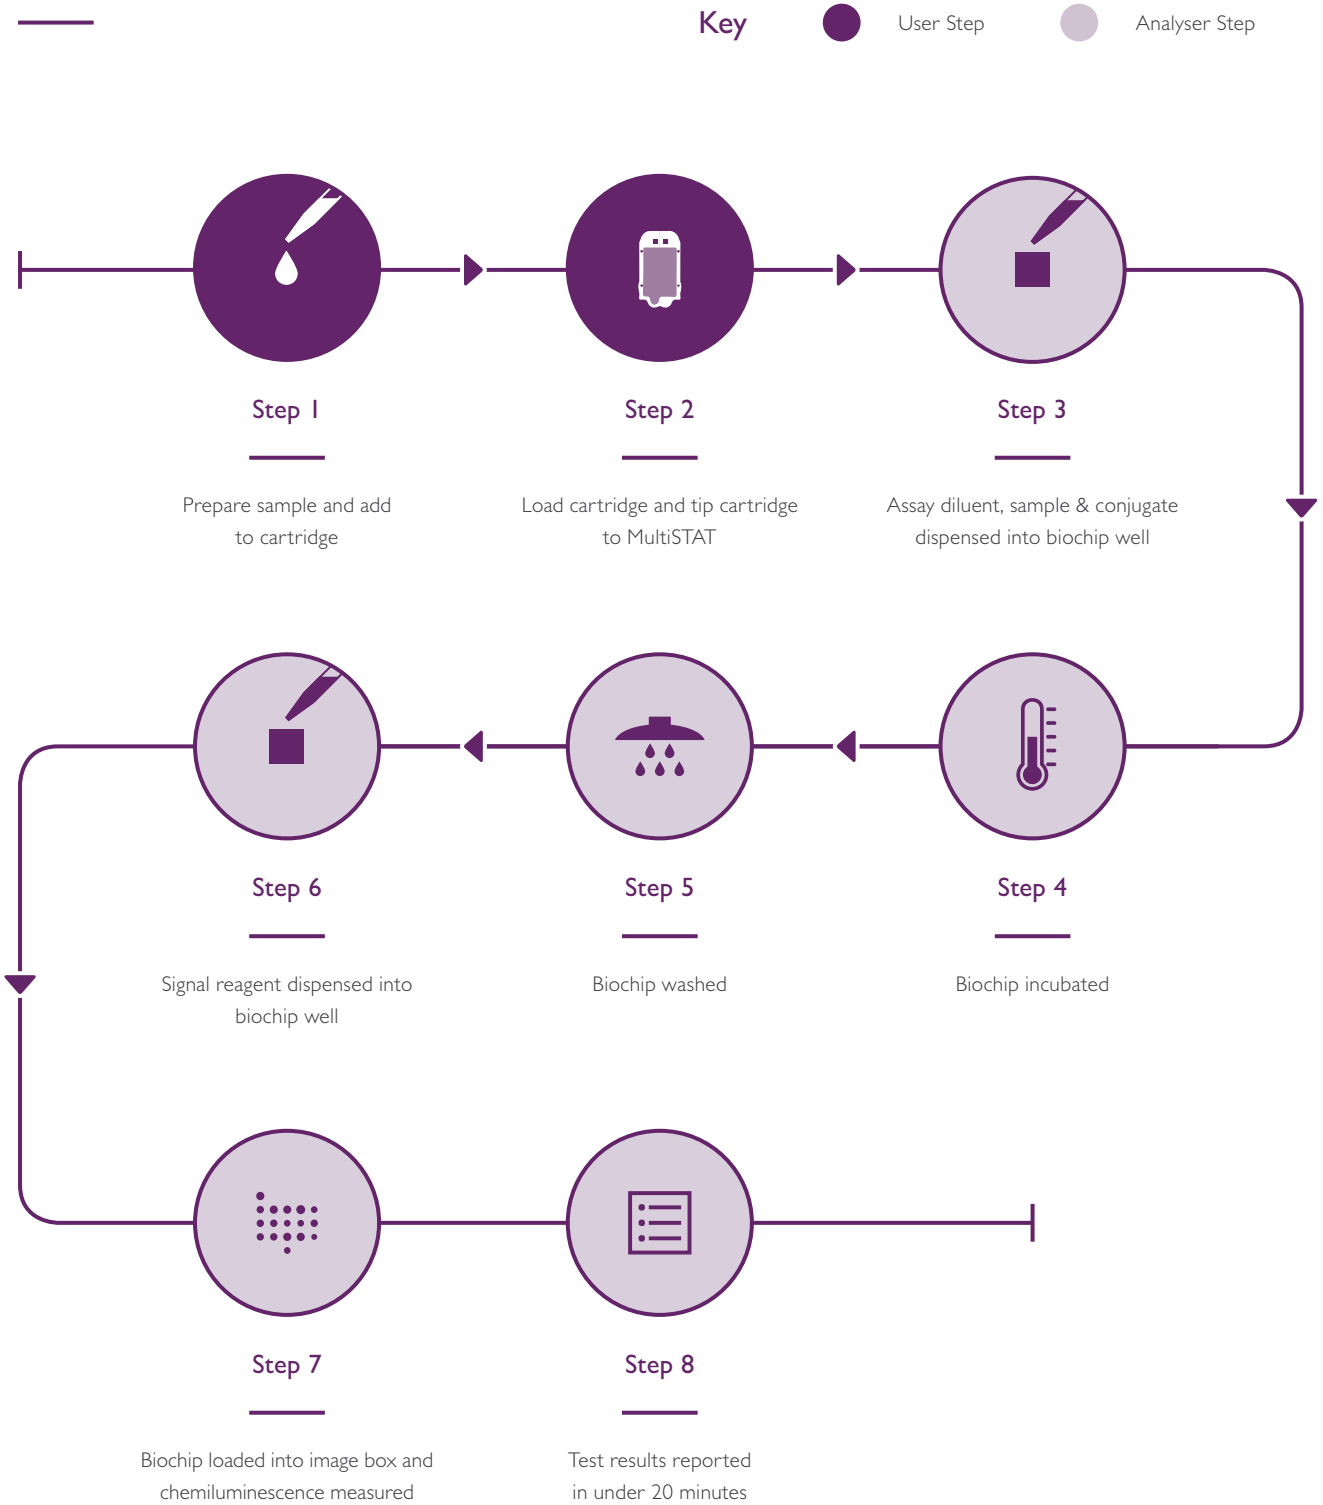 Key
User Step
Analyser Step
Step 1
Prepare sample and add
to cartridge
Step 2
Load cartridge and tip cartridge
to MultiSTAT
Step 3
Assay diluent, sample & conjugate
dispensed into biochip well
Step 4
Biochip incubated
Step 5
Biochip washed
Step 6
Signal reagent dispensed into
biochip well
Step 7
Biochip loaded into image box and
chemiluminescence measured
Step 8
Test results reported
in under 20 minutes